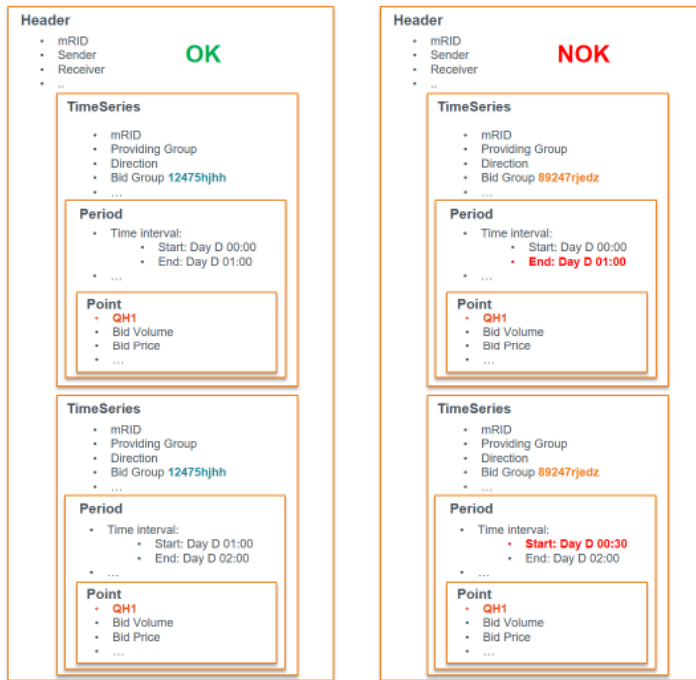 Header
• mRID
• Sender
• Receiver
• ..
OK
TimeSeries
• mRID
• Providing Group
• Direction
• Bid Group 12475hjhh
• ...
Period
• Time interval:
• Start: Day D 00:00
• End: Day D 01:00
• ...
Point
• QH1
• Bid Volume
• Bid Price
• ...
TimeSeries
• mRID
• Providing Group
• Direction
• Bid Group 12475hjhh
• ...
Period
• Time interval:
• Start: Day D 01:00
• End: Day D 02:00
• ...
Point
• QH1
• Bid Volume
• Bid Price
• ...
Header
• mRID
• Sender
• Receiver
• ..
NOK
TimeSeries
• mRID
• Providing Group
• Direction
• Bid Group 89247rjedz
• ...
Period
• Time interval:
• Start: Day D 00:00
• End: Day D 01:00
• ...
Point
• QH1
• Bid Volume
• Bid Price
• ...
TimeSeries
• mRID
• Providing Group
• Direction
• Bid Group 89247rjedz
• ...
Period
• Time interval:
• Start: Day D 00:30
• End: Day D 02:00
• ...
Point
• QH1
• Bid Volume
• Bid Price
• ...